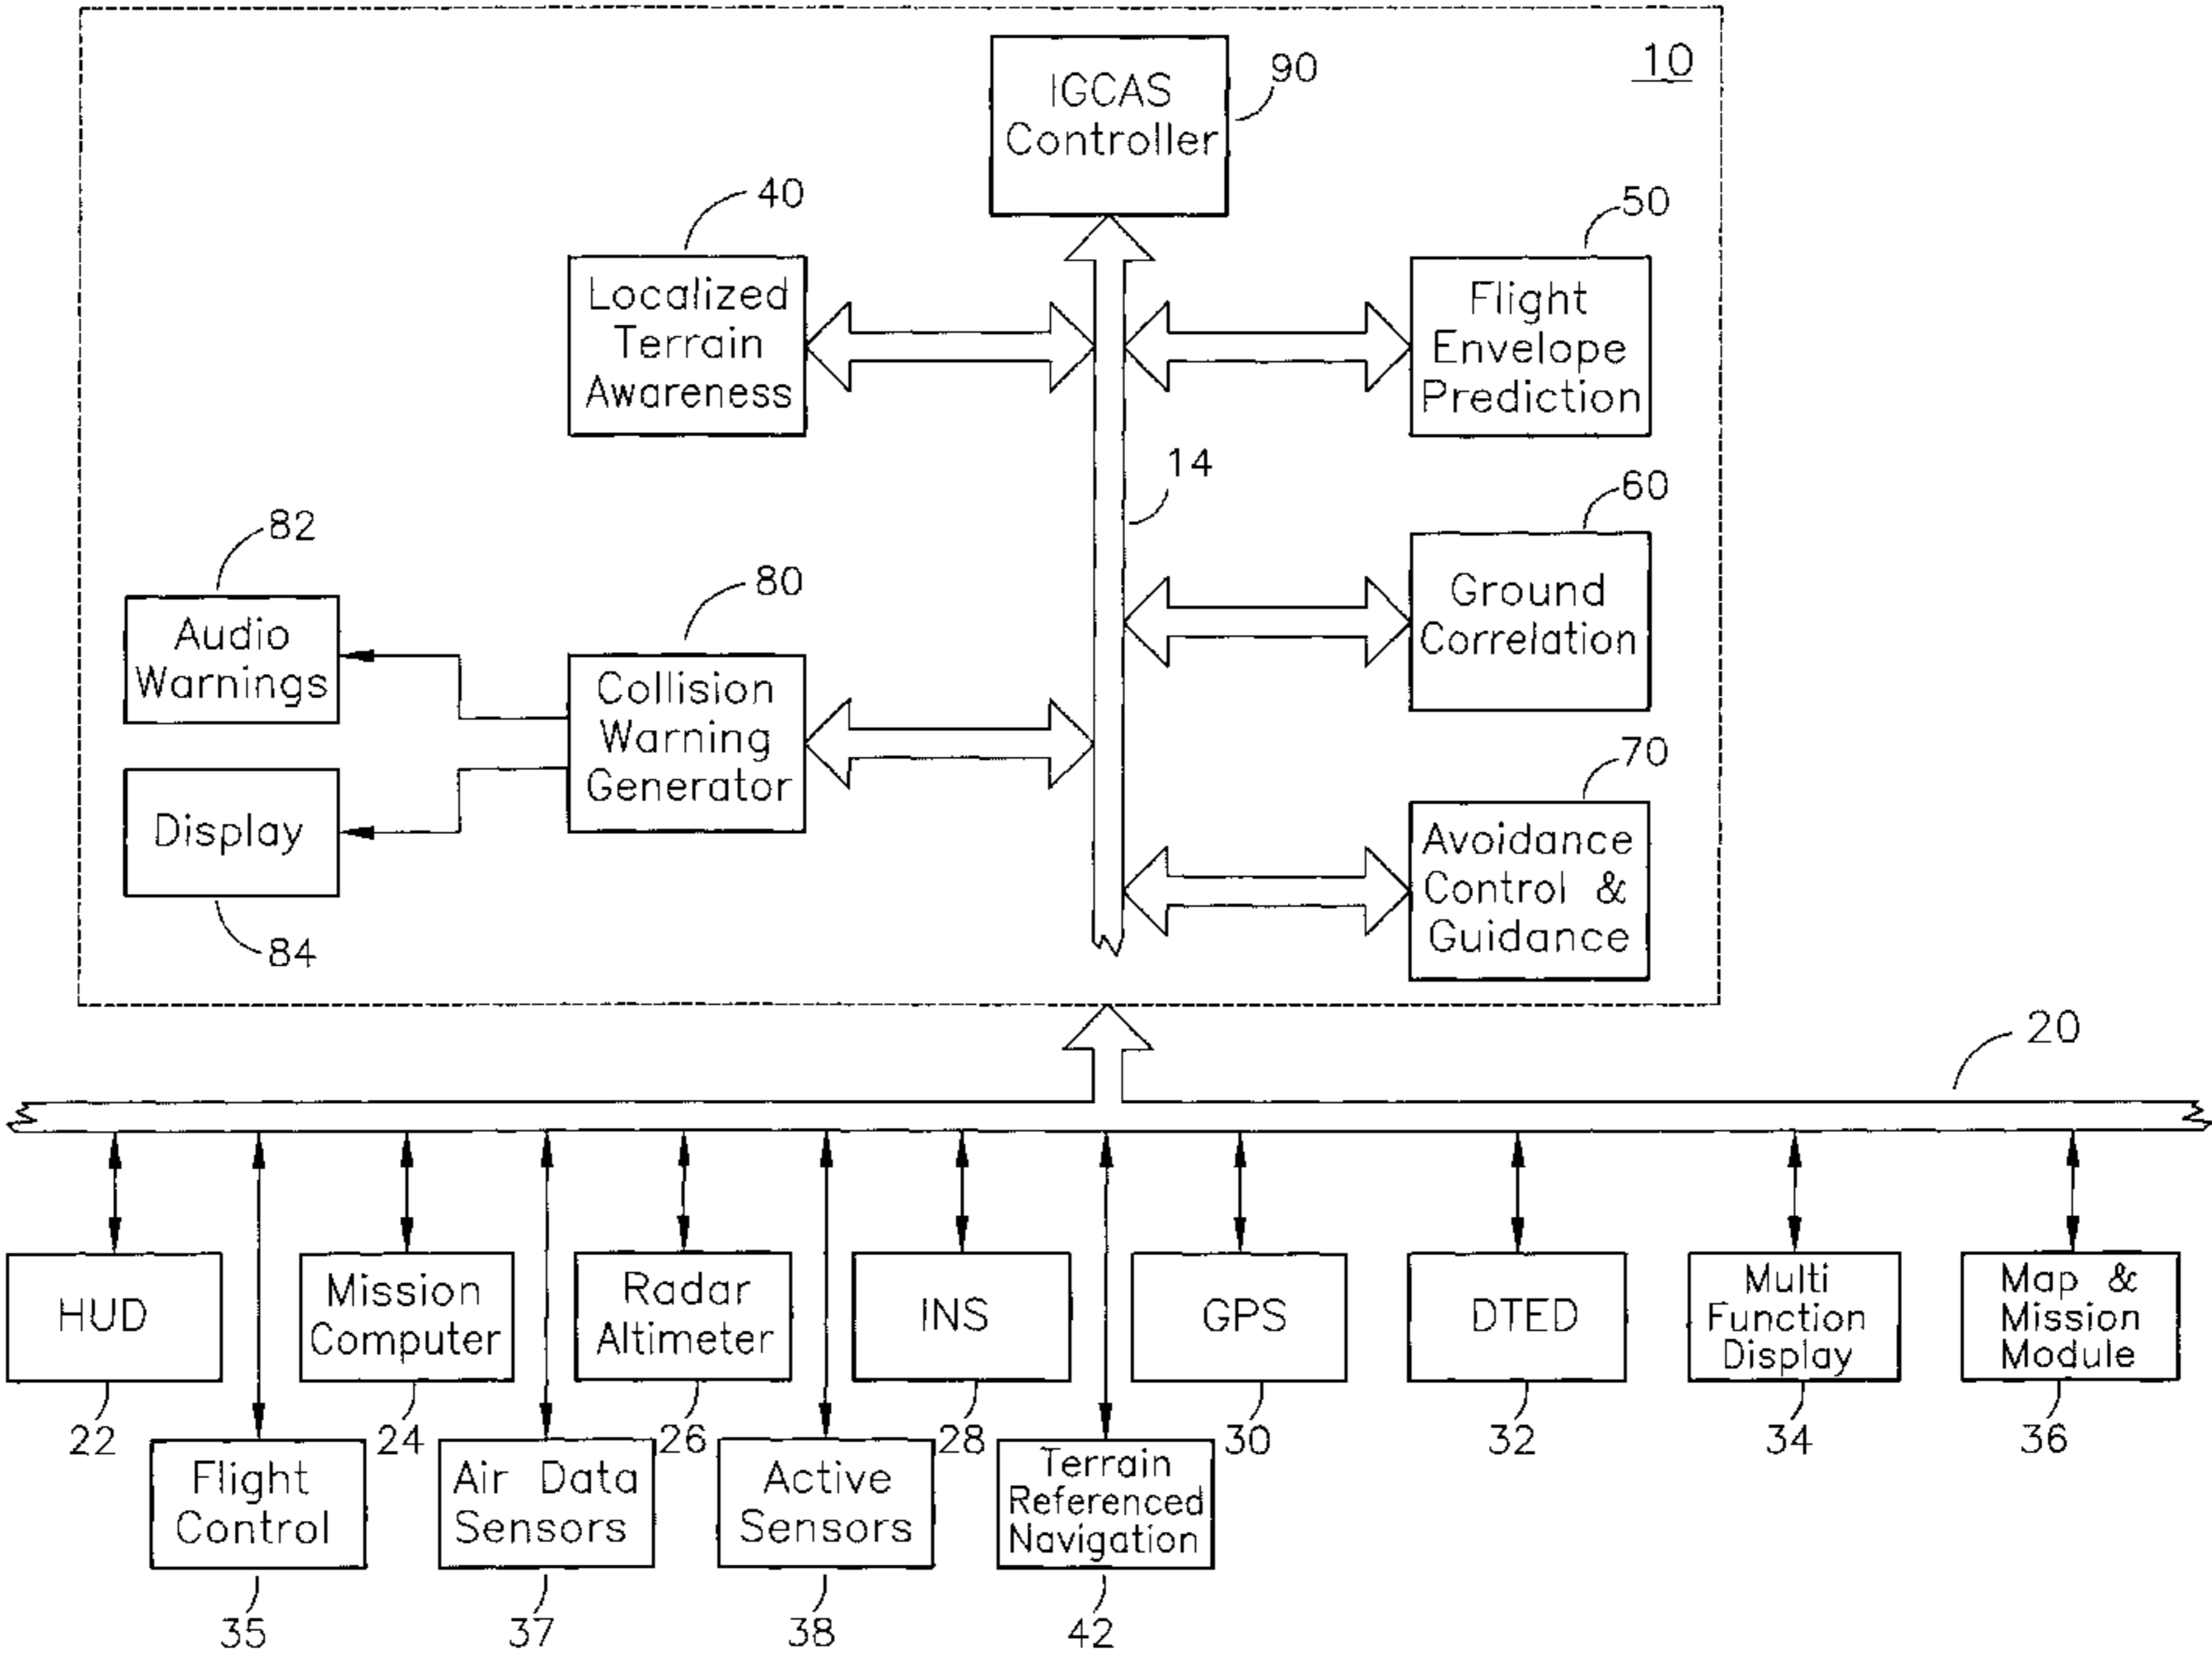 10
IGCAS
Controller
90
40
Localized
Terrain
Awareness
50
Flight
Envelope
Prediction
14
60
Ground
Correlation
82
Audio
Warnings
80
Collision
Warning
Generator
70
Avoidance
Control &
Guidance
Display
84
20
HUD
22
Mission
Computer
24
Radar
Altimeter
26
INS
28
GPS
30
DTED
32
Multi
Function
Display
34
Map &
Mission
Module
36
Flight
Control
35
Air Data
Sensors
37
Active
Sensors
38
Terrain
Referenced
Navigation
42